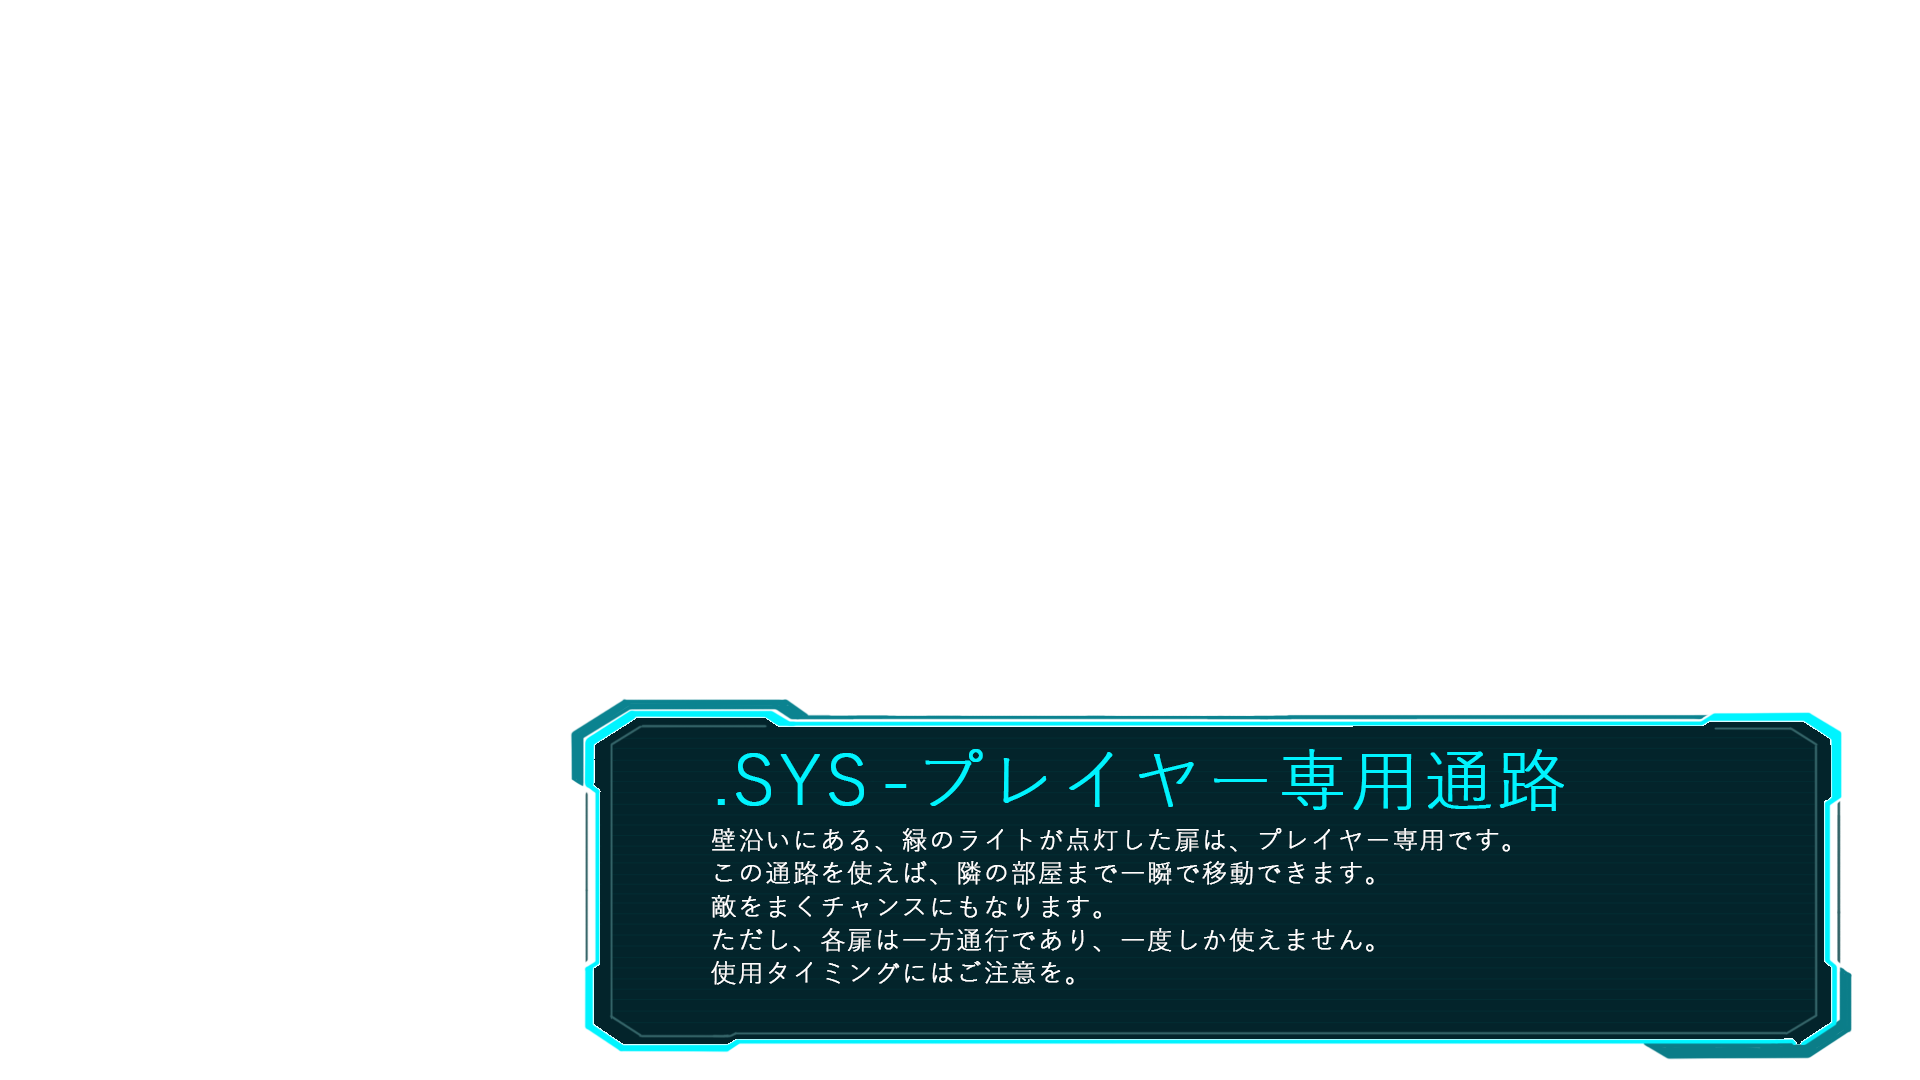 .SYS-プレイヤー専用通路
壁沿いにある、緑のライトが点灯した扉は、プレイヤー専用です。
この通路を使えば、隣の部屋まで一瞬で移動できます。
敵をまくチャンスにもなります。
ただし、各扉は一方通行であり、一度しか使えません。
使用タイミングにはご注意を。